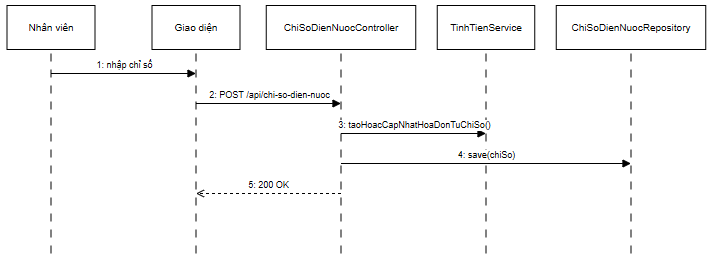 Nhân viên
Giao diện
ChiSoDienNuocController
TinhTienService
ChiSoDienNuocRepository
1: nhập chỉ số
2: POST /api/chi-so-dien-nuoc
3: taoHoacCapNhatHoaDonTuChiSo()
4: save(chiSo)
5: 200 OK